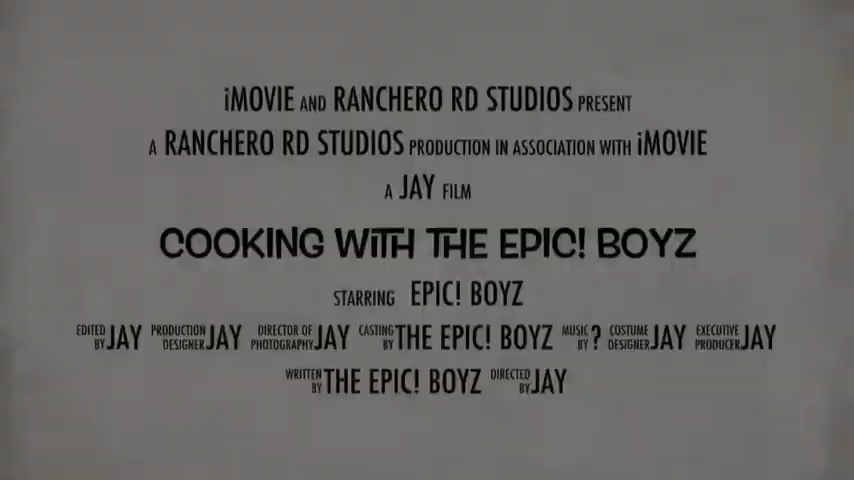 iMOVIE AND RANCHERO RD STUDIOS PRESENT
A RANCHERO RD STUDIOS PRODUCTION IN ASSOCIATION WITH iMOVIE
A JAY FILM
COOKING WITH THE EPIC! BOYZ
STARRING EPIC! BOYZ
EDITED BY JAY PRODUCTION DESIGNER JAY DIRECTOR OF PHOTOGRAPHY JAY CASTING BY THE EPIC! BOYZ MUSIC BY ? COSTUME DESIGNER JAY EXECUTIVE PRODUCER JAY
WRITTEN BY THE EPIC! BOYZ DIRECTED BY JAY